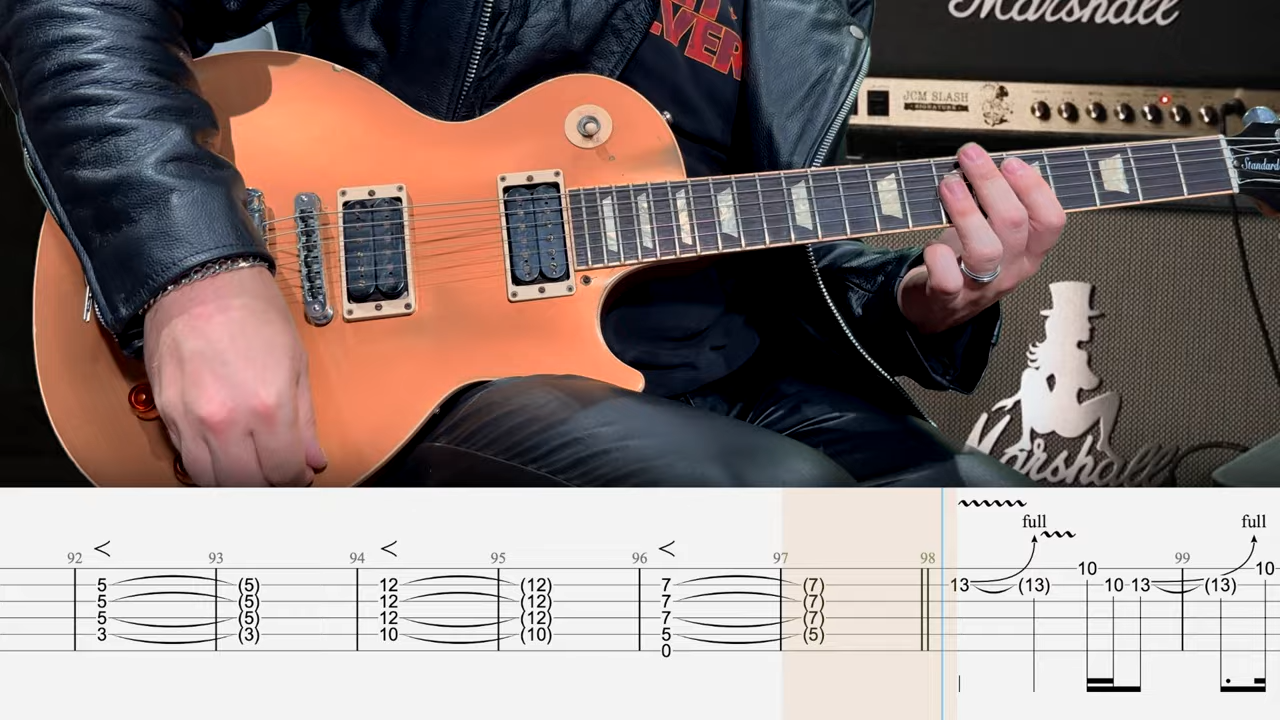 Marshall
JCM SLASH
SIGNATURE
Standard
Marshall
full full
92 < 93 94 < 95 96 < 97 98 99
10 10
5 (5) 12 (12) 7 (7) 13 (13) 10 13 (13)
5 (5) 12 (12) 7 (7)
5 (5) 12 (12) 7 (7)
3 (3) 10 (10) 5 (5)
0